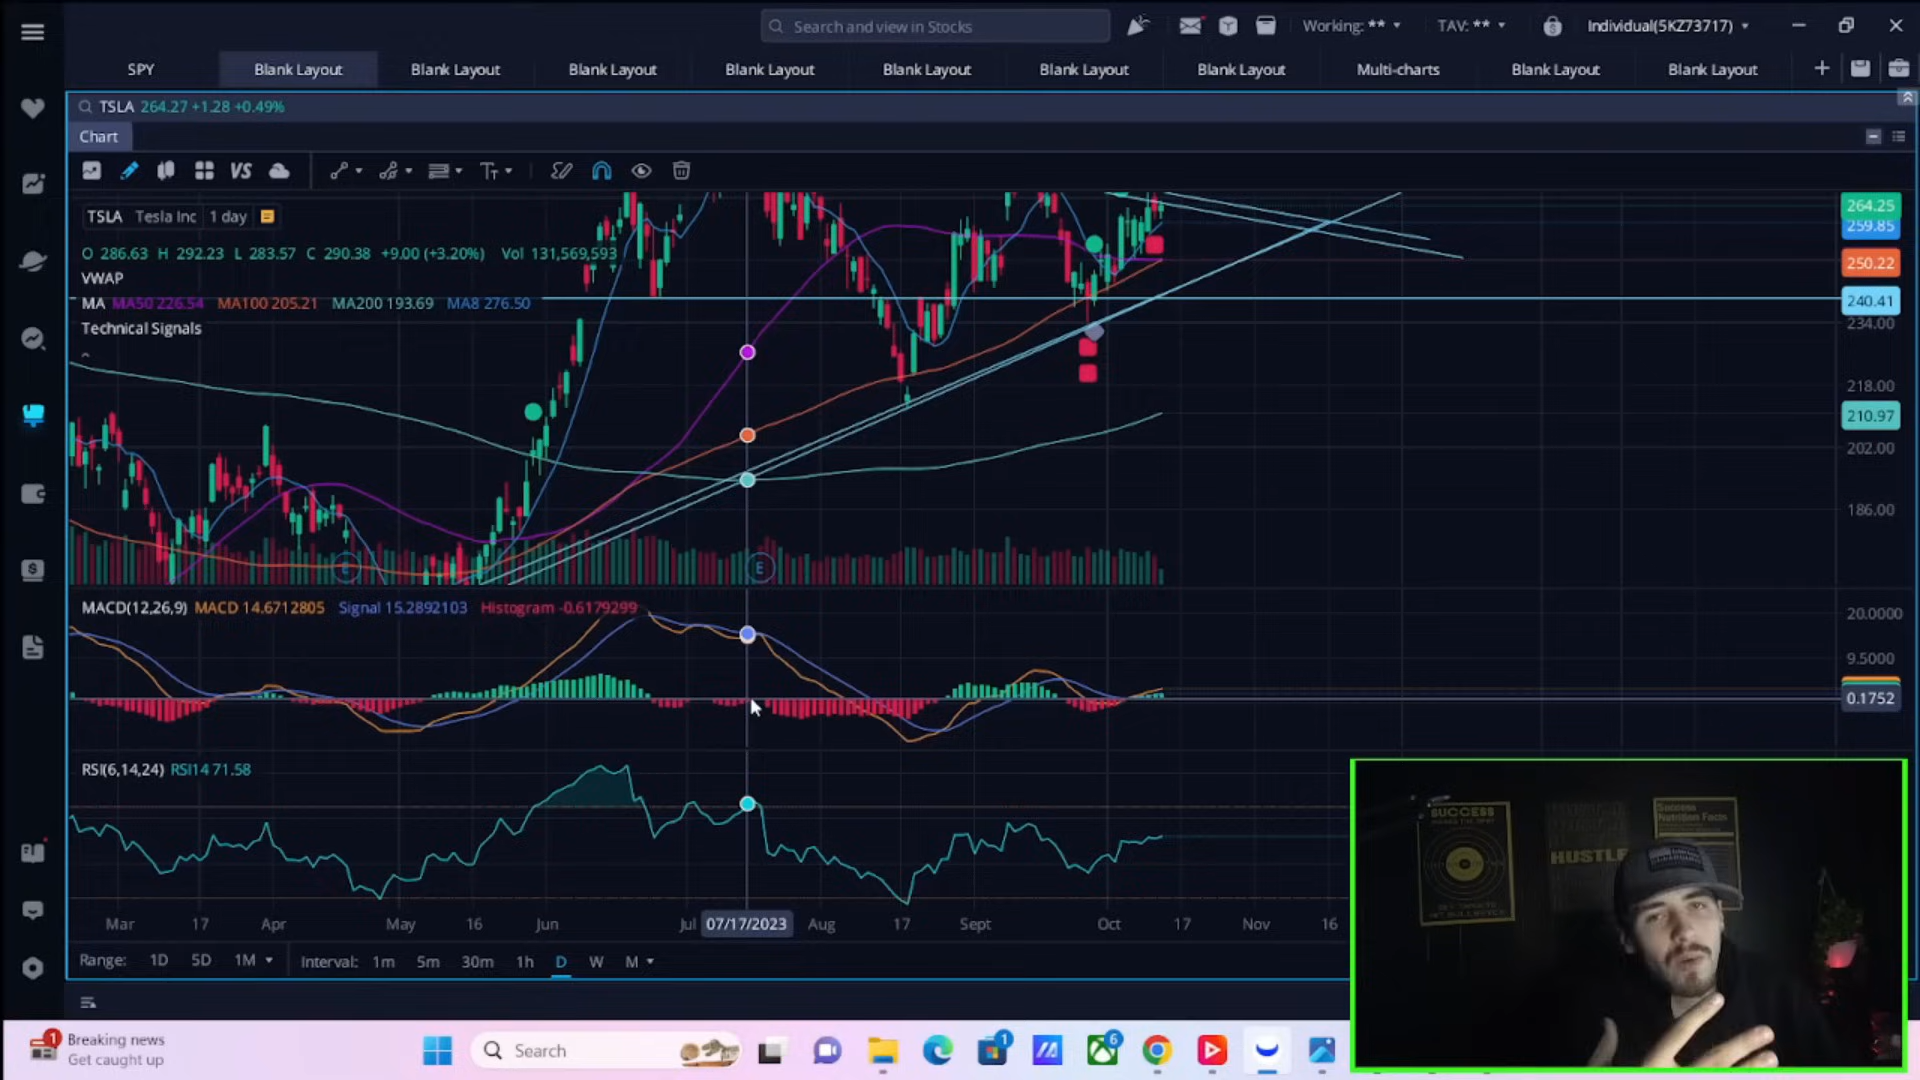 Search and view in Stocks
Working: **
TAV: **
Individual(5KZ73717)
SPY
Blank Layout
Blank Layout
Blank Layout
Blank Layout
Blank Layout
Blank Layout
Blank Layout
Multi-charts
Blank Layout
Blank Layout
TSLA 264.27 +1.28 +0.49%
Chart
VS
TSLA Tesla Inc 1 day
O 286.63 H 292.23 L 283.57 C 290.38 +9.00 (+3.20%) Vol 131,569,593
VWAP
MA MA50 226.54 MA100 205.21 MA200 193.69 MA8 276.50
Technical Signals
264.25
259.85
250.22
240.41
234.00
218.00
210.97
202.00
186.00
E
E
MACD(12,26,9) MACD 14.6712805 Signal 15.2892103 Histogram -0.6179299
20.0000
9.5000
0.1752
RSI(6,14,24) RSI14 71.58
Mar 17 Apr May 16 Jun Jul 07/17/2023 Aug 17 Sept Oct 17 Nov 16
Range: 1D 5D 1M Interval: 1m 5m 30m 1h D W M
SUCCESS
Success
Nutrition Facts
HUSTLE
1
Breaking news
Get caught up
Search
1
6